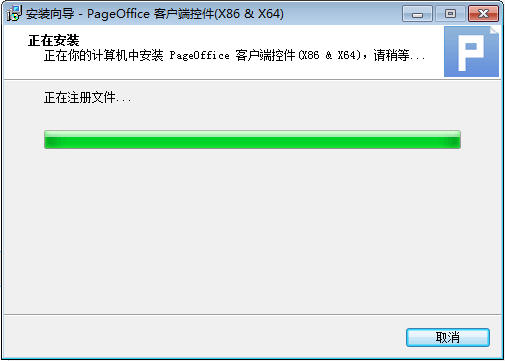 安装向导 - PageOffice 客户端控件(X86 & X64)
正在安装
正在你的计算机中安装 PageOffice 客户端控件(X86 & X64)，请稍等...
P
正在注册文件...
取消